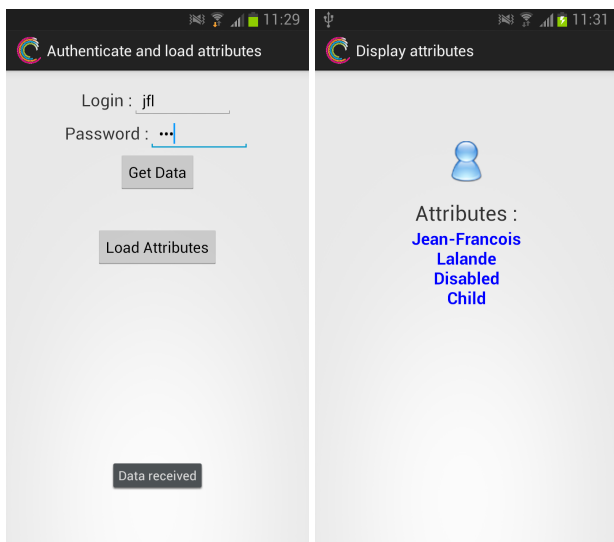 11:29
Authenticate and load attributes
Login : jfl
Password : •••
Get Data
Load Attributes
Data received
11:31
Display attributes
Attributes :
Jean-Francois
Lalande
Disabled
Child